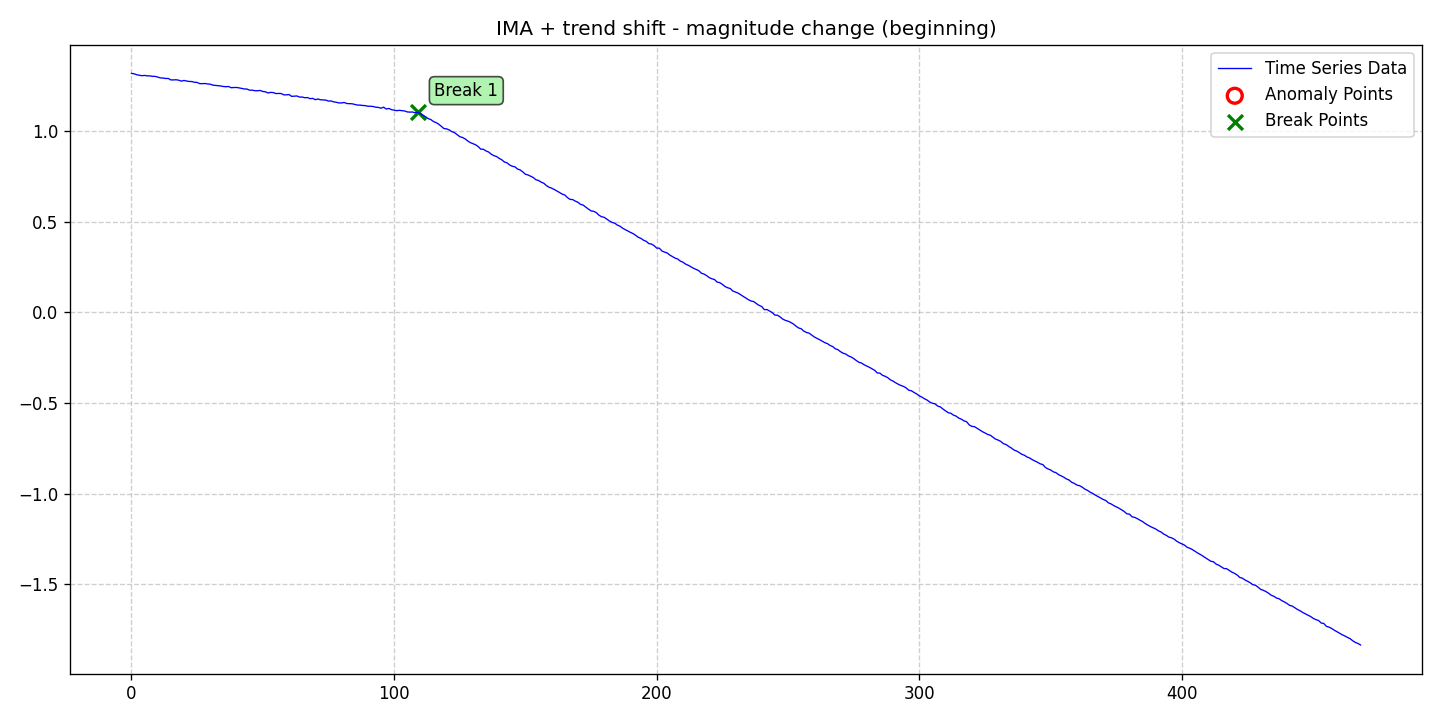 IMA + trend shift - magnitude change (beginning)
Break 1
Time Series Data
Anomaly Points
Break Points
1.0
0.5
0.0
−0.5
−1.0
−1.5
0 100 200 300 400